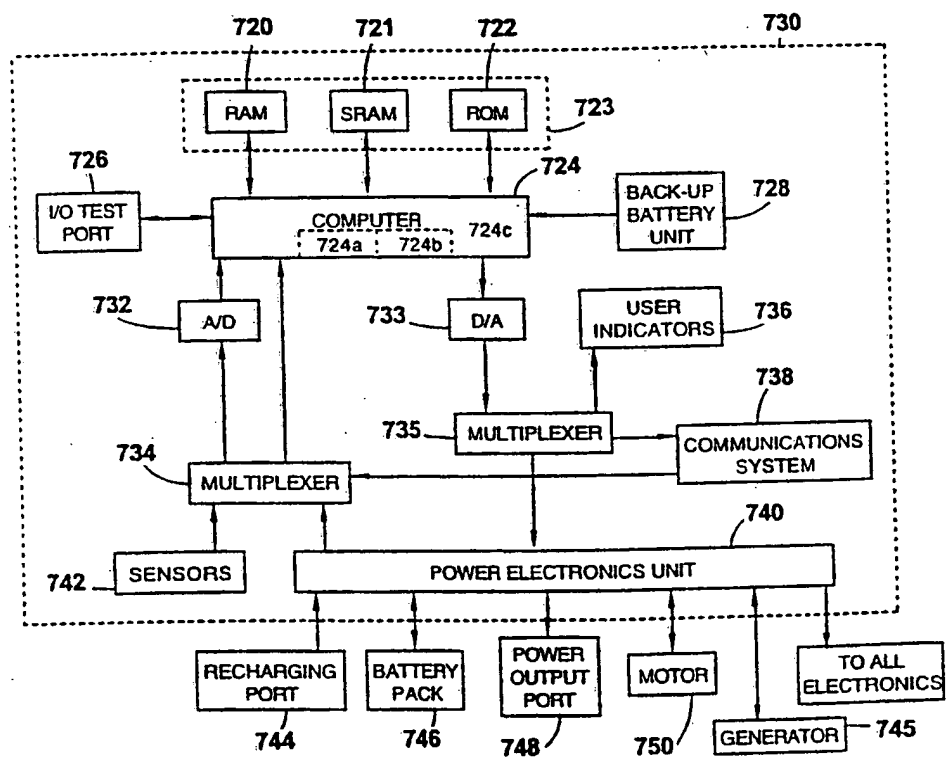 720
721
722
730
RAM
SRAM
ROM
723
726
724
I/O TEST
PORT
COMPUTER
724a
724b
724c
BACK-UP
BATTERY
UNIT
728
732
A/D
733
D/A
USER
INDICATORS
736
738
735
MULTIPLEXER
COMMUNICATIONS
SYSTEM
734
MULTIPLEXER
740
742
SENSORS
POWER ELECTRONICS UNIT
RECHARGING
PORT
744
BATTERY
PACK
746
POWER
OUTPUT
PORT
748
MOTOR
750
TO ALL
ELECTRONICS
GENERATOR
745